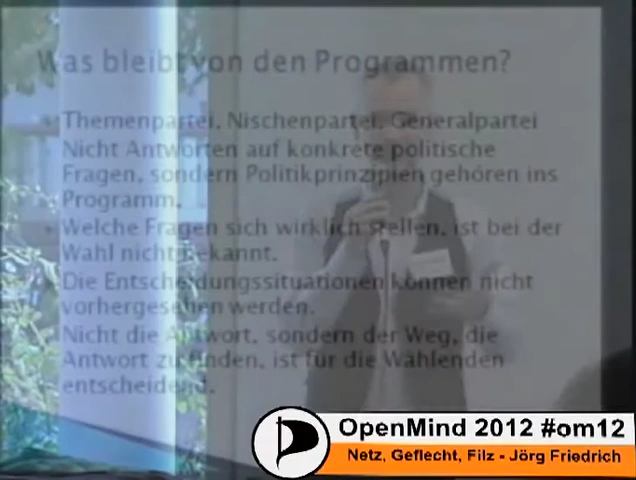 Was bleibt von den Programmen?
Themenpartei, Nischenpartei, Generalpartei
Nicht Antworten auf konkrete politische
Fragen, sondern Politikprinzipien gehören ins
Programm.
Welche Fragen sich wirklich stellen, ist bei der
Wahl nicht bekannt.
Die Entscheidungssituationen können nicht
vorhergesehen werden.
Nicht die Antwort, sondern der Weg, die
Antwort zu finden, ist für die Wählenden
entscheidend.
OpenMind 2012 #om12
Netz, Geflecht, Filz - Jörg Friedrich